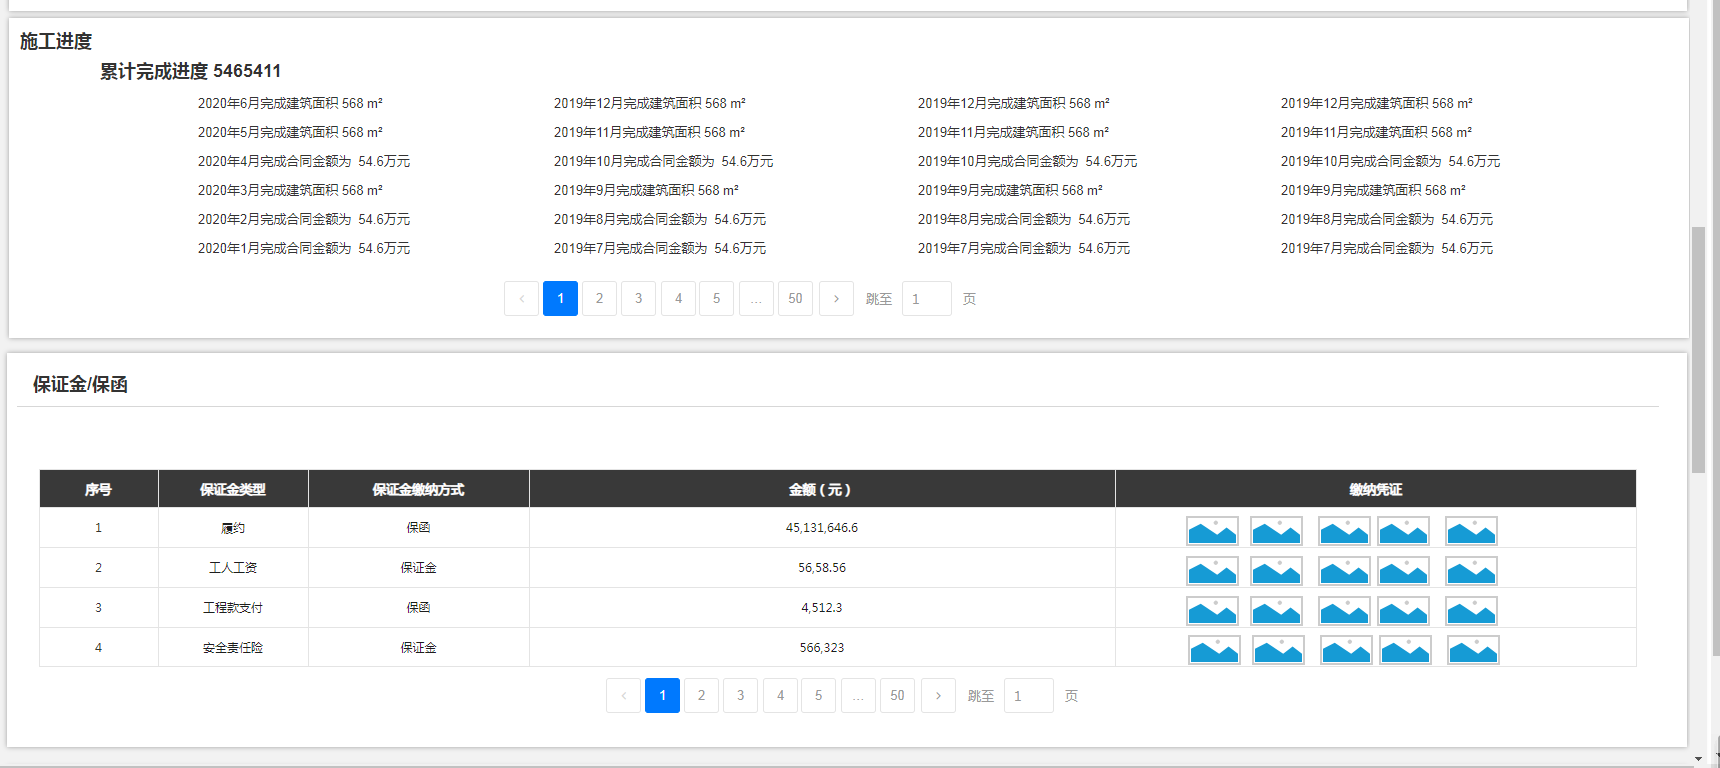 施工进度
累计完成进度 5465411
2020年6月完成建筑面积 568 m² 2019年12月完成建筑面积 568 m² 2019年12月完成建筑面积 568 m² 2019年12月完成建筑面积 568 m²
2020年5月完成建筑面积 568 m² 2019年11月完成建筑面积 568 m² 2019年11月完成建筑面积 568 m² 2019年11月完成建筑面积 568 m²
2020年4月完成合同金额为 54.6万元 2019年10月完成合同金额为 54.6万元 2019年10月完成合同金额为 54.6万元 2019年10月完成合同金额为 54.6万元
2020年3月完成建筑面积 568 m² 2019年9月完成建筑面积 568 m² 2019年9月完成建筑面积 568 m² 2019年9月完成建筑面积 568 m²
2020年2月完成合同金额为 54.6万元 2019年8月完成合同金额为 54.6万元 2019年8月完成合同金额为 54.6万元 2019年8月完成合同金额为 54.6万元
2020年1月完成合同金额为 54.6万元 2019年7月完成合同金额为 54.6万元 2019年7月完成合同金额为 54.6万元 2019年7月完成合同金额为 54.6万元
‹ 1 2 3 4 5 ... 50 › 跳至 1 页
保证金/保函
序号 保证金类型 保证金缴纳方式 金额（元） 缴纳凭证
1 履约 保函 45,131,646.6
2 工人工资 保证金 56,58.56
3 工程款支付 保函 4,512.3
4 安全责任险 保证金 566,323
‹ 1 2 3 4 5 ... 50 › 跳至 1 页